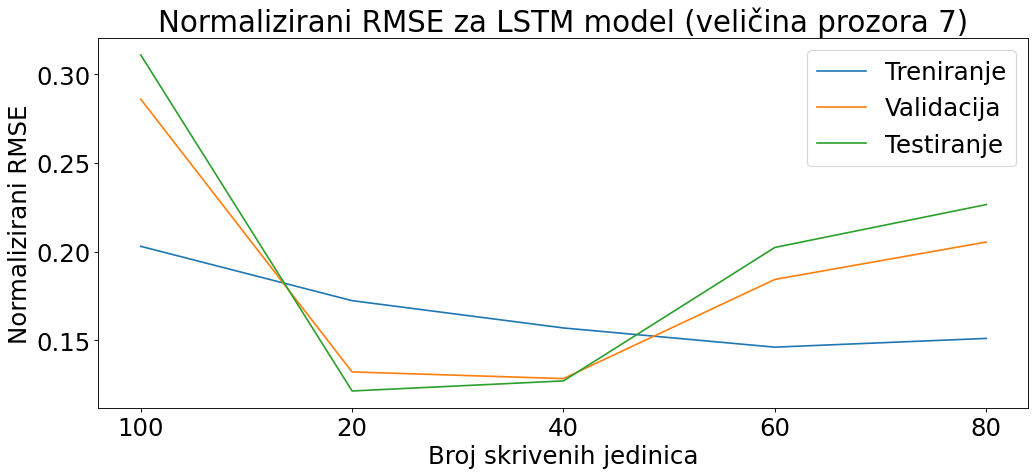 Normalizirani RMSE za LSTM model (veličina prozora 7)
Normalizirani RMSE
0.30
0.25
0.20
0.15
Treniranje
Validacija
Testiranje
100 20 40 60 80
Broj skrivenih jedinica